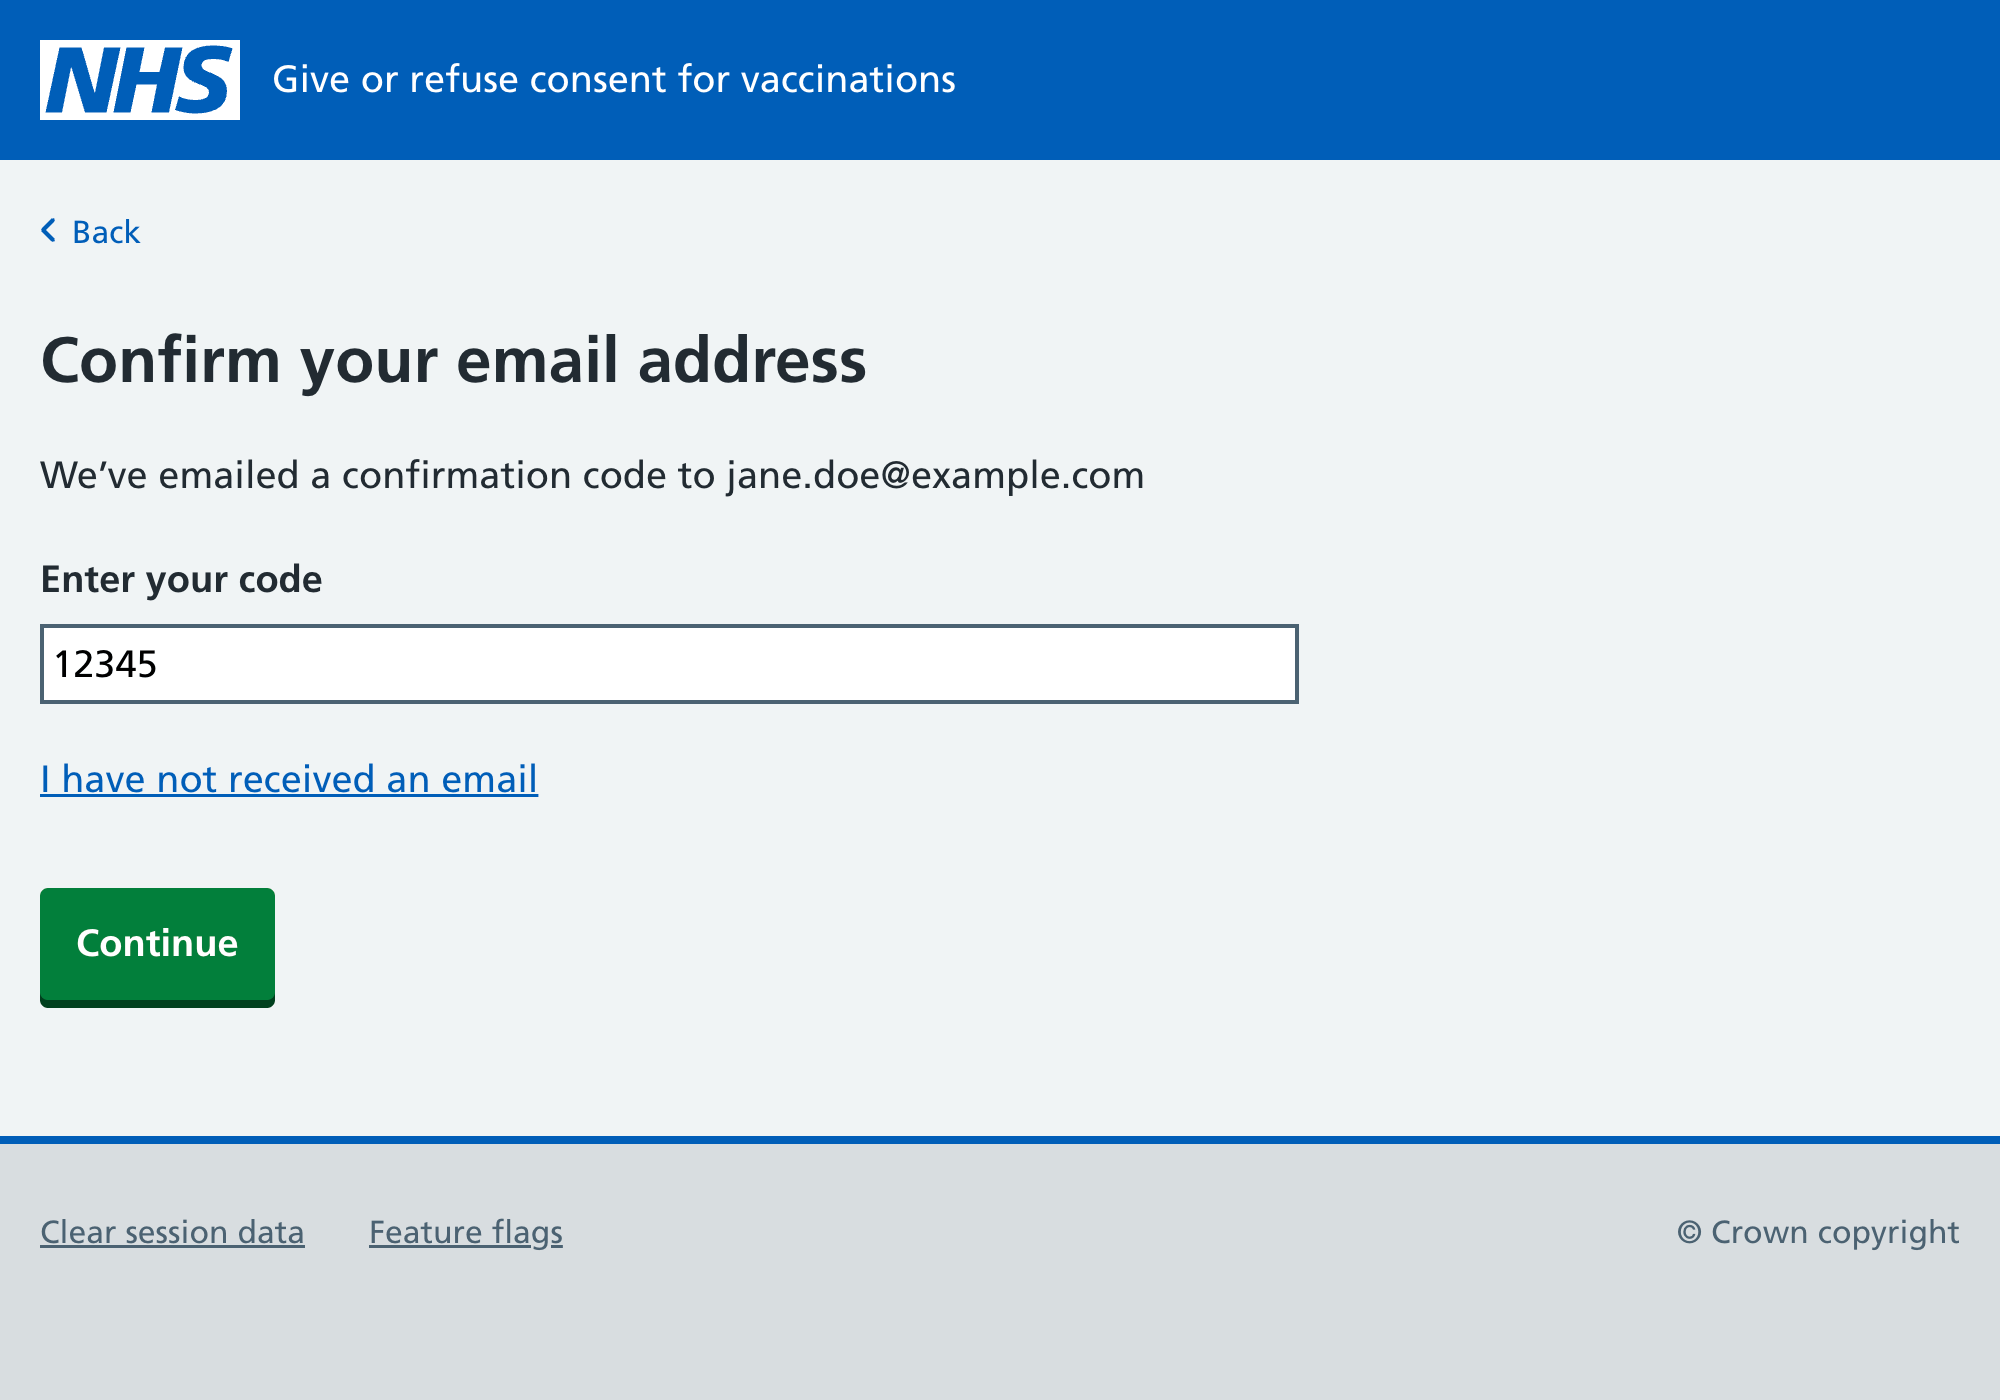 NHS
Give or refuse consent for vaccinations
Back
Confirm your email address
We’ve emailed a confirmation code to jane.doe@example.com
Enter your code
12345
I have not received an email
Continue
Clear session data
Feature flags
© Crown copyright